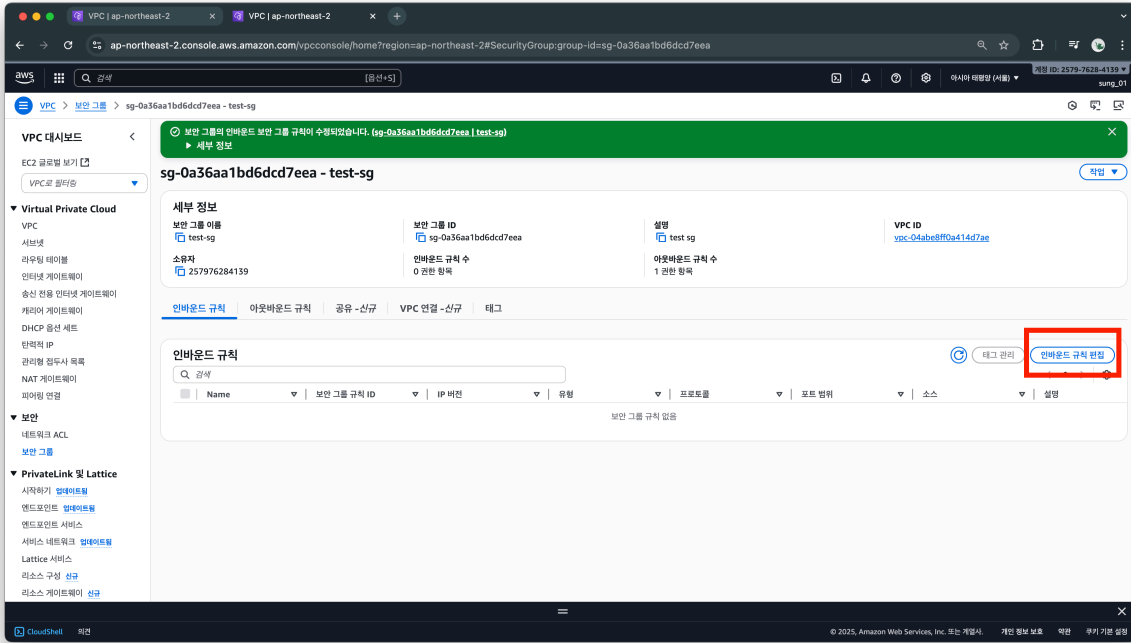 VPC | ap-northeast-2
VPC | ap-northeast-2
ap-northeast-2.console.aws.amazon.com/vpcconsole/home?region=ap-northeast-2#SecurityGroup:group-id=sg-0a36aa1bd6dcd7eea
aws
검색
[옵션+S]
아시아 태평양 (서울)
계정 ID: 2579-7628-4139
sung_01
VPC > 보안 그룹 > sg-0a36aa1bd6dcd7eea - test-sg
VPC 대시보드
EC2 글로벌 보기
VPC로 필터링
Virtual Private Cloud
VPC
서브넷
라우팅 테이블
인터넷 게이트웨이
송신 전용 인터넷 게이트웨이
캐리어 게이트웨이
DHCP 옵션 세트
탄력적 IP
관리형 접두사 목록
NAT 게이트웨이
피어링 연결
보안
네트워크 ACL
보안 그룹
PrivateLink 및 Lattice
시작하기 업데이트됨
엔드포인트 업데이트됨
엔드포인트 서비스
서비스 네트워크 업데이트됨
Lattice 서비스
리소스 구성 신규
리소스 게이트웨이 신규
보안 그룹의 인바운드 보안 그룹 규칙이 수정되었습니다. (sg-0a36aa1bd6dcd7eea | test-sg)
세부 정보
sg-0a36aa1bd6dcd7eea - test-sg
작업
세부 정보
보안 그룹 이름
test-sg
보안 그룹 ID
sg-0a36aa1bd6dcd7eea
설명
test sg
VPC ID
vpc-04abe8ff0a414d7ae
소유자
257976284139
인바운드 규칙 수
0 권한 항목
아웃바운드 규칙 수
1 권한 항목
인바운드 규칙
아웃바운드 규칙
공유 -신규
VPC 연결 -신규
태그
인바운드 규칙
태그 관리
인바운드 규칙 편집
검색
Name
보안 그룹 규칙 ID
IP 버전
유형
프로토콜
포트 범위
소스
설명
보안 그룹 규칙 없음
CloudShell
의견
© 2025, Amazon Web Services, Inc. 또는 계열사.
개인 정보 보호
약관
쿠키 기본 설정